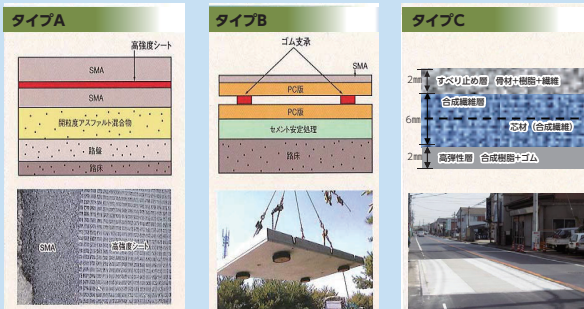 タイプA
高強度シート
SMA
SMA
開粒度アスファルト混合物
路盤
路床
SMA
高強度シート
タイプB
ゴム支承
SMA
PC版
PC版
セメント安定処理
路床
タイプC
2mm
すべり止め層 骨材+樹脂+繊維
合成繊維層
6mm
芯材(合成繊維)
2mm
高弾性層 合成樹脂+ゴム